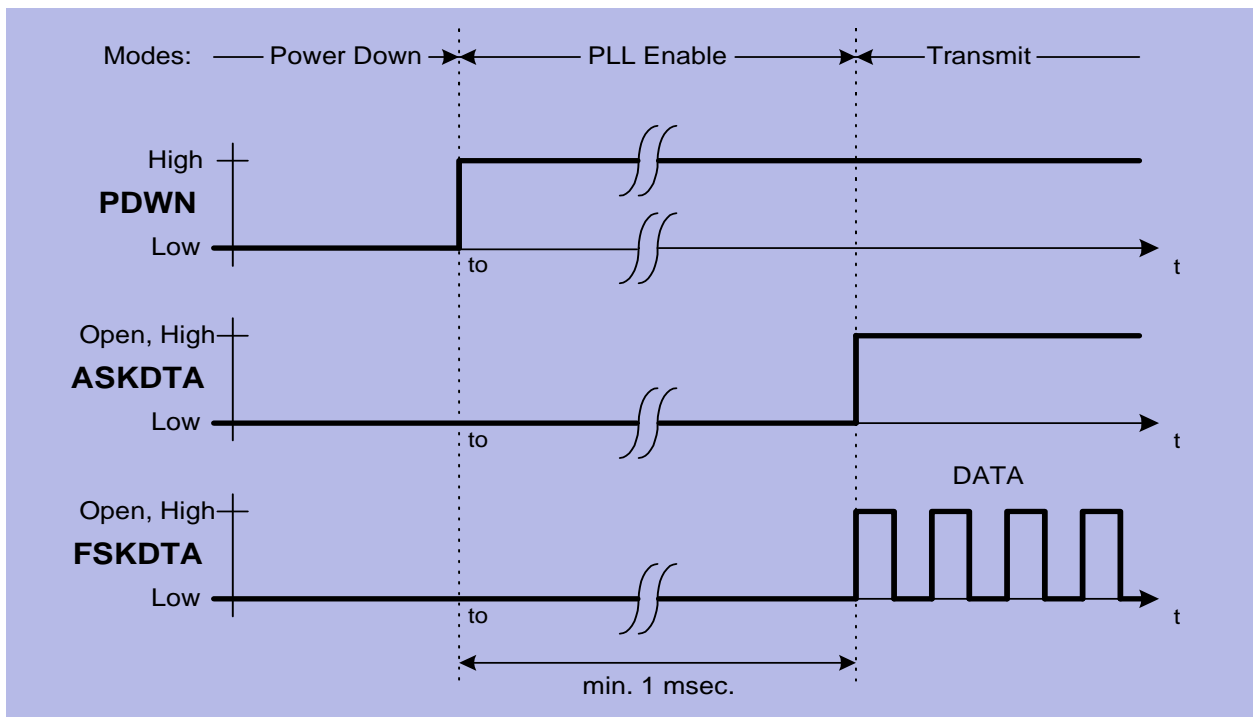 Modes: Power Down PLL Enable Transmit
High
PDWN
Low
to
t
Open, High
ASKDTA
Low
to
t
DATA
Open, High
FSKDTA
Low
to
t
min. 1 msec.